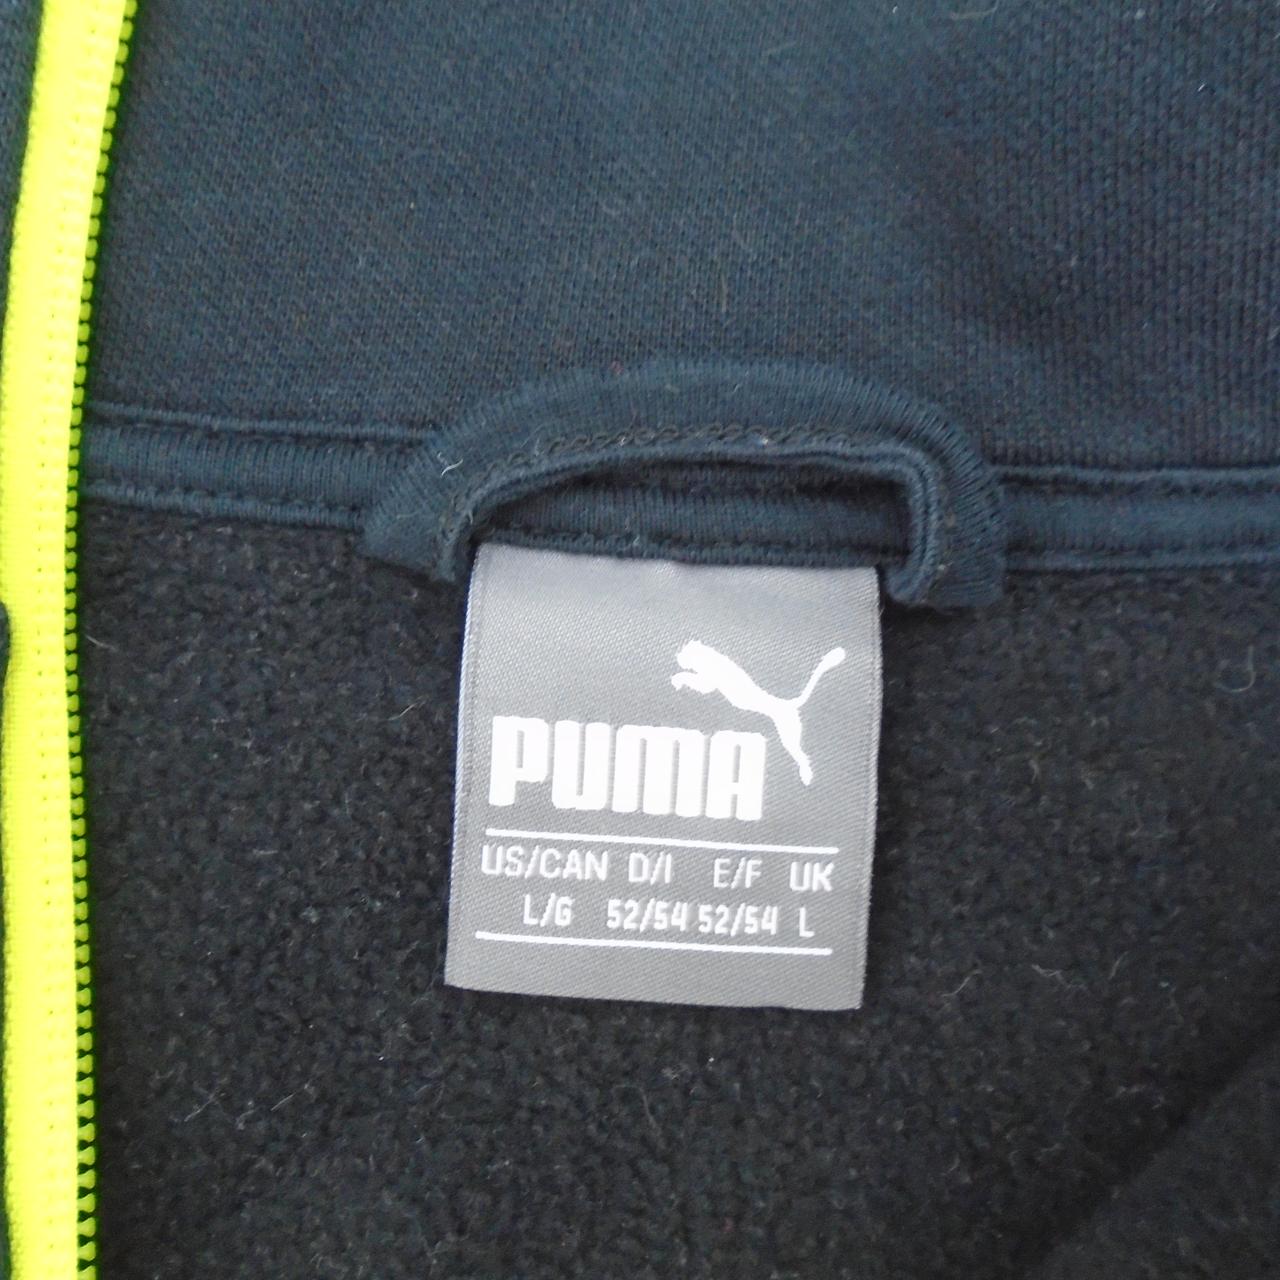 PUMA
US/CAN D/I E/F UK
L/G 52/54 52/54 L